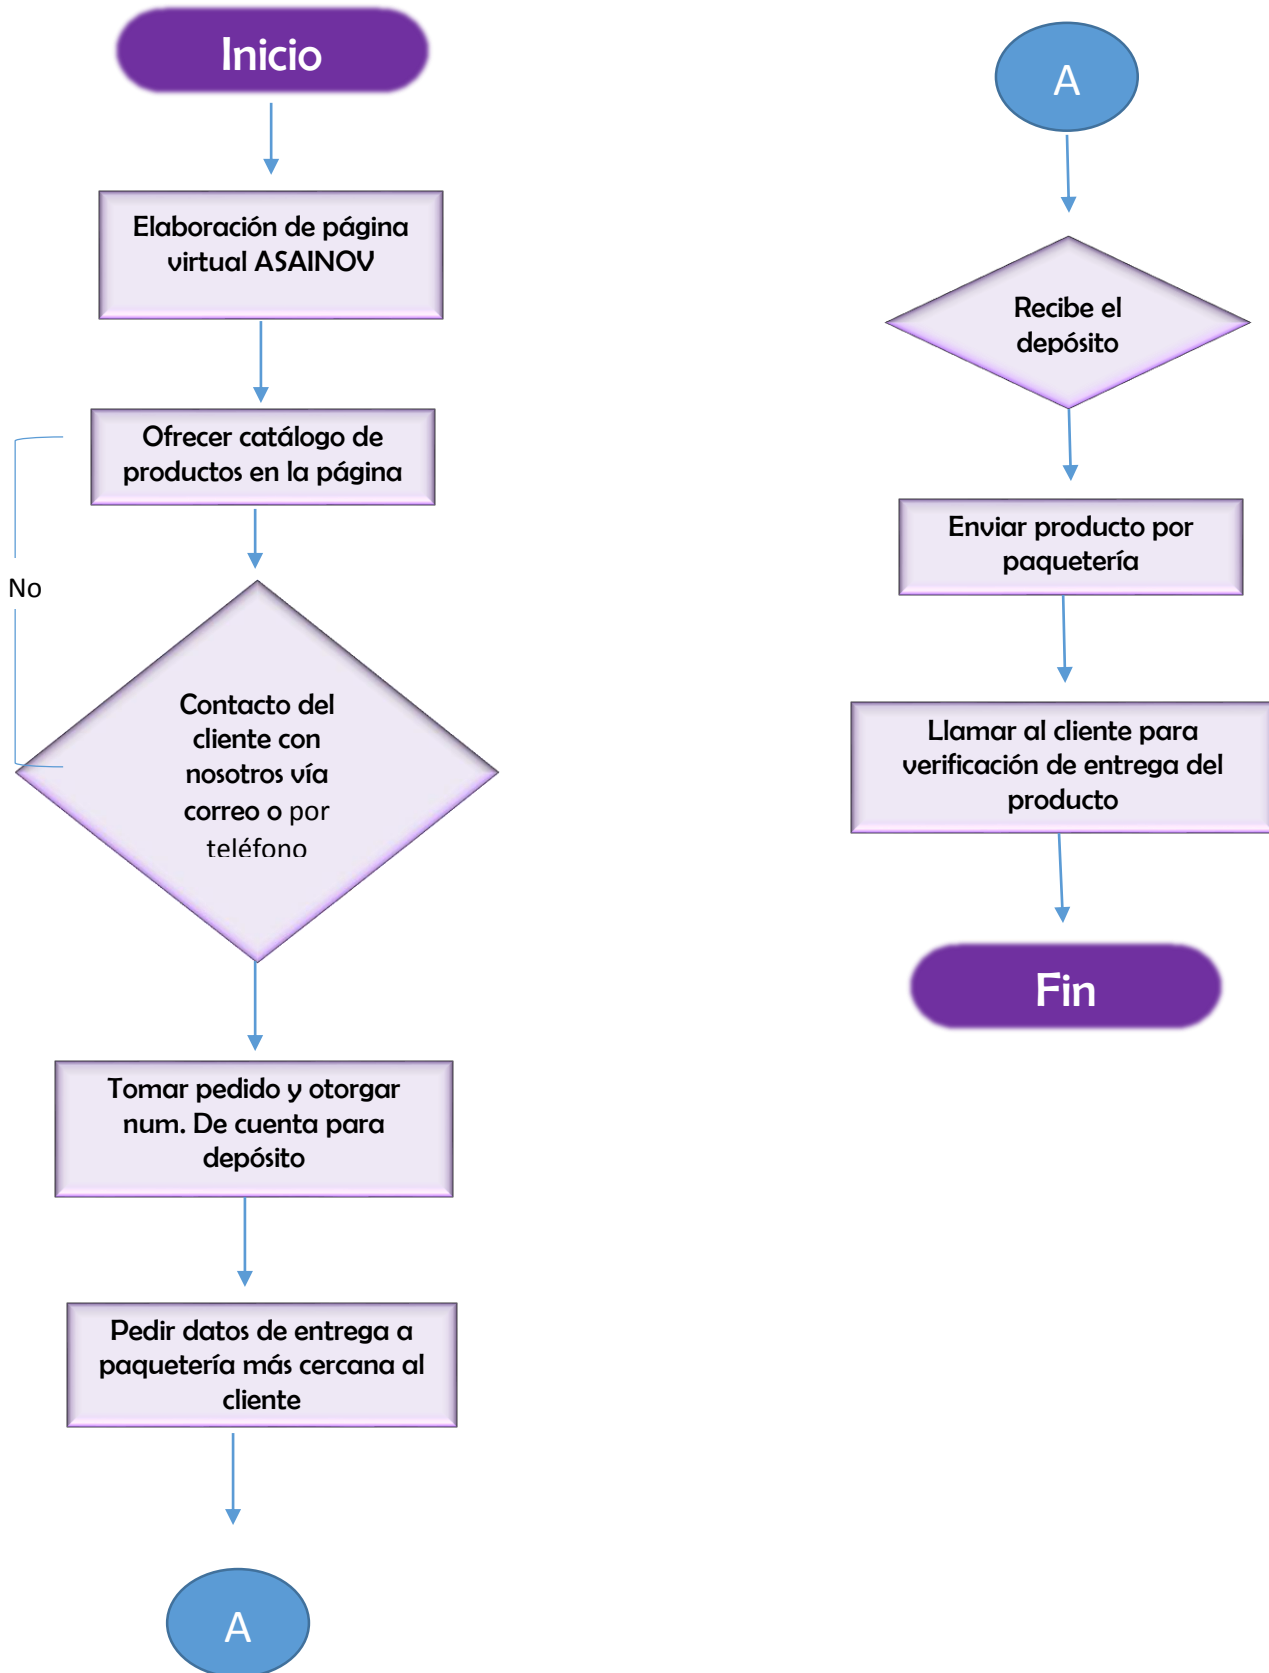 Inicio
Elaboración de página
virtual ASAINOV
Ofrecer catálogo de
productos en la página
No
Contacto del
cliente con
nosotros vía
correo o por
teléfono
Tomar pedido y otorgar
num. De cuenta para
depósito
Pedir datos de entrega a
paquetería más cercana al
cliente
A
A
Recibe el
depósito
Enviar producto por
paquetería
Llamar al cliente para
verificación de entrega del
producto
Fin